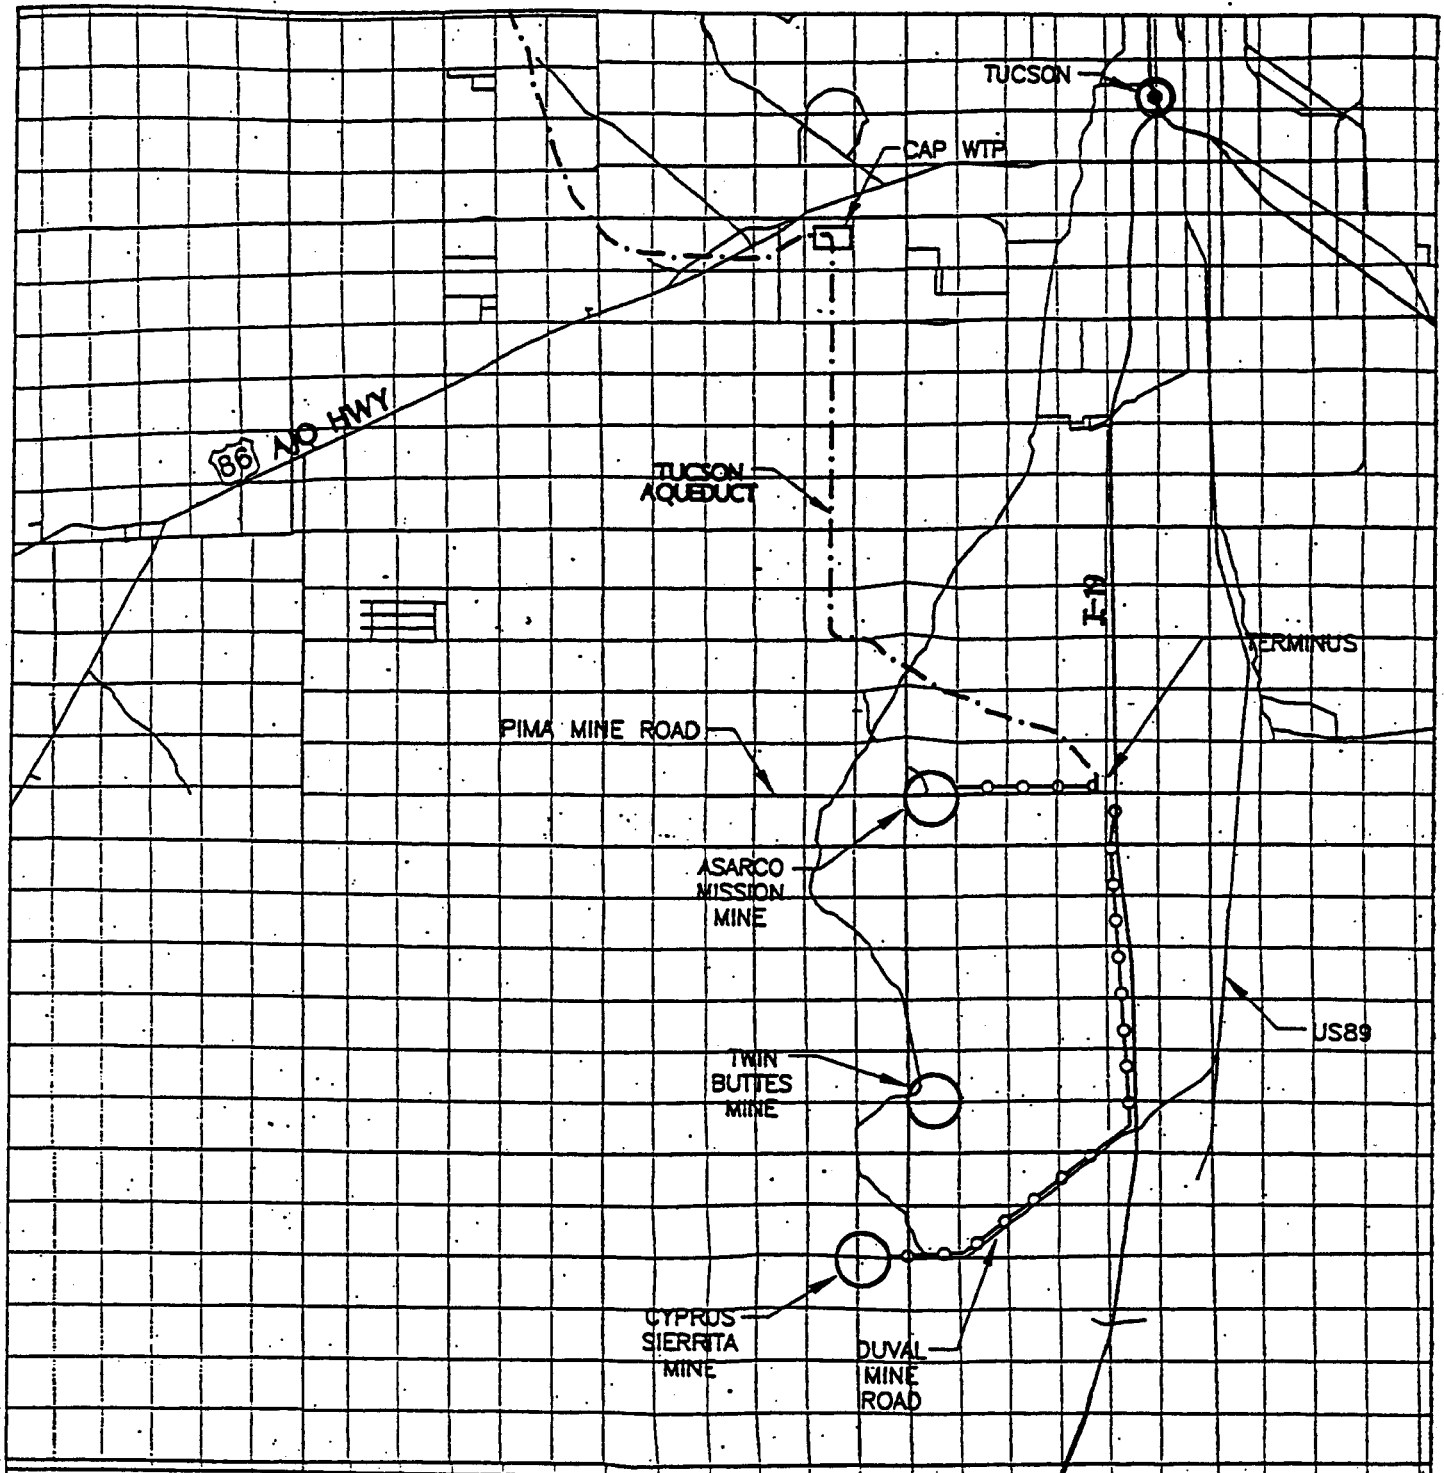 TUCSON
CAP WTP
86 AJO HWY
TUCSON
AQUEDUCT
I-19
TERMINUS
PIMA MINE ROAD
ASARCO
MISSION
MINE
US89
TWIN
BUTTES
MINE
CYPRUS
SIERRITA
MINE
DUVAL
MINE
ROAD